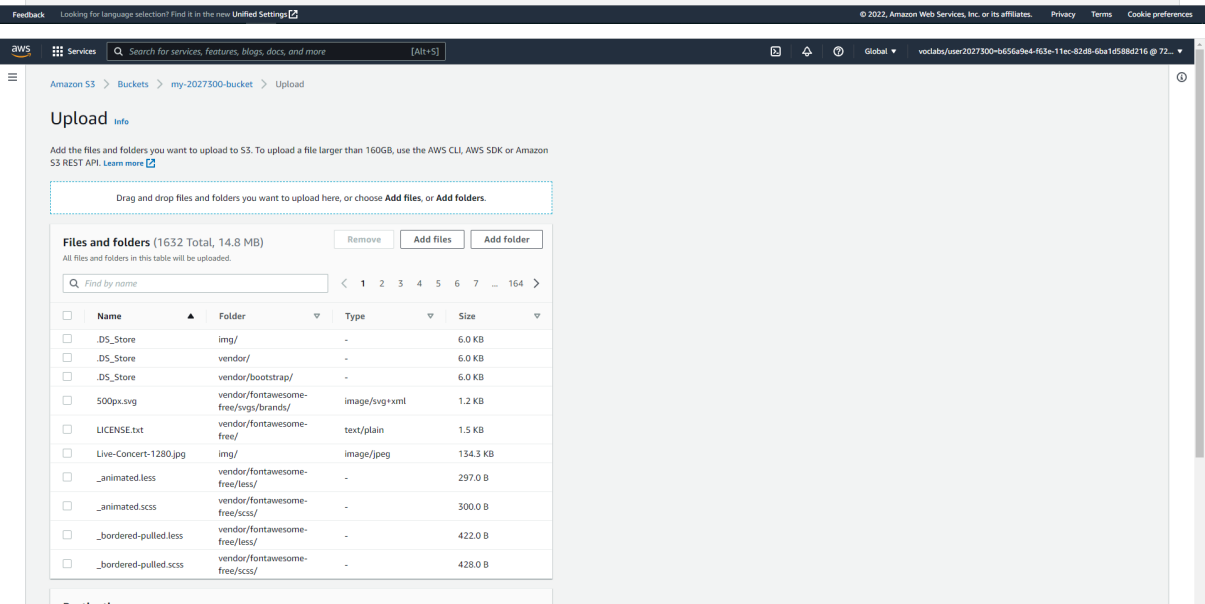 Feedback Looking for language selection? Find it in the new Unified Settings © 2022, Amazon Web Services, Inc. or its affiliates. Privacy Terms Cookie preferences
aws Services Search for services, features, blogs, docs, and more [Alt+S] Global voclabs/user2027300=b656a9e4-f63e-11ec-82d8-6ba1d588d216 @ 72...
Amazon S3 > Buckets > my-2027300-bucket > Upload
Upload Info
Add the files and folders you want to upload to S3. To upload a file larger than 160GB, use the AWS CLI, AWS SDK or Amazon
S3 REST API. Learn more
Drag and drop files and folders you want to upload here, or choose Add files, or Add folders.
Files and folders (1632 Total, 14.8 MB) Remove Add files Add folder
All files and folders in this table will be uploaded.
Find by name < 1 2 3 4 5 6 7 ... 164 >
Name Folder Type Size
.DS_Store img/ - 6.0 KB
.DS_Store vendor/ - 6.0 KB
.DS_Store vendor/bootstrap/ - 6.0 KB
500px.svg vendor/fontawesome-free/svgs/brands/ image/svg+xml 1.2 KB
LICENSE.txt vendor/fontawesome-free/ text/plain 1.5 KB
Live-Concert-1280.jpg img/ image/jpeg 134.3 KB
_animated.less vendor/fontawesome-free/less/ - 297.0 B
_animated.scss vendor/fontawesome-free/scss/ - 300.0 B
_bordered-pulled.less vendor/fontawesome-free/less/ - 422.0 B
_bordered-pulled.scss vendor/fontawesome-free/scss/ - 428.0 B